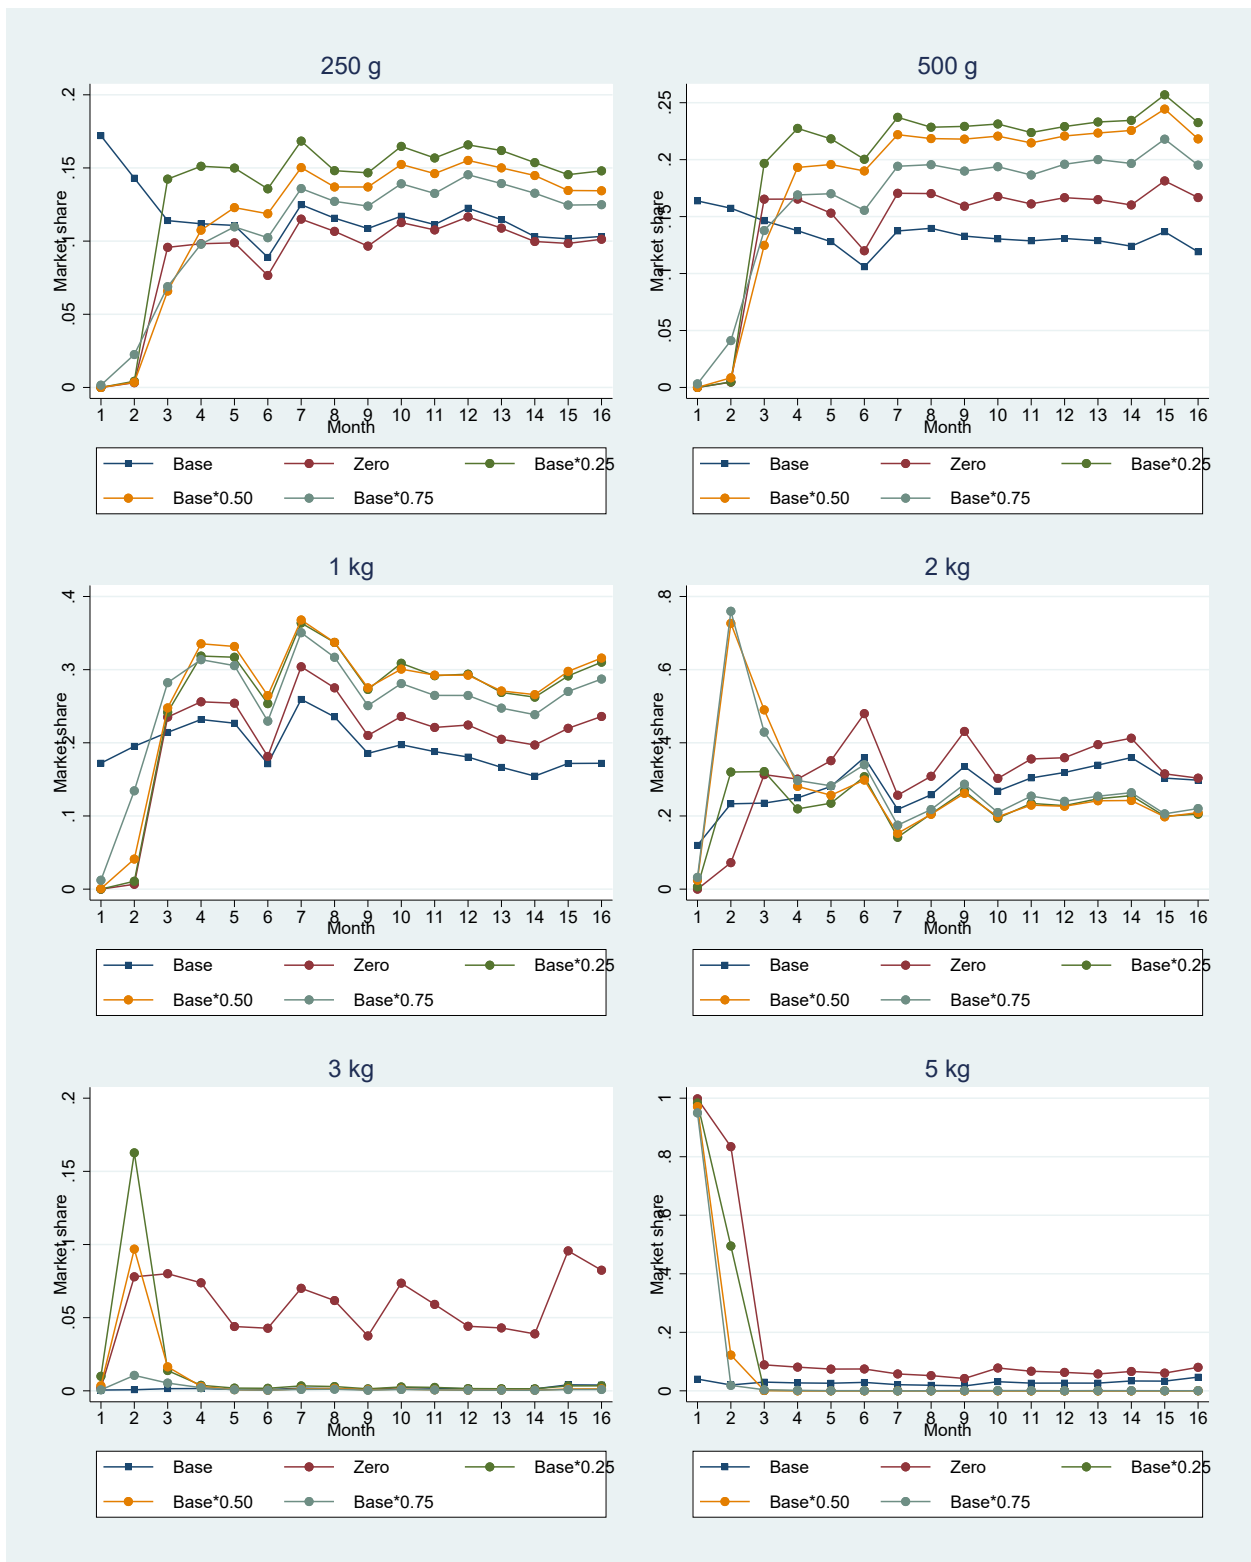 250 g
Market share
0 .05 .1 .15 .2
1 2 3 4 5 6 7 8 9 10 11 12 13 14 15 16
Month
Base Zero Base*0.25
Base*0.50 Base*0.75
500 g
Market share
0 .05 .1 .15 .2 .25
1 2 3 4 5 6 7 8 9 10 11 12 13 14 15 16
Month
Base Zero Base*0.25
Base*0.50 Base*0.75
1 kg
Market share
0 .1 .2 .3 .4
1 2 3 4 5 6 7 8 9 10 11 12 13 14 15 16
Month
Base Zero Base*0.25
Base*0.50 Base*0.75
2 kg
Market share
0 .2 .4 .6 .8
1 2 3 4 5 6 7 8 9 10 11 12 13 14 15 16
Month
Base Zero Base*0.25
Base*0.50 Base*0.75
3 kg
Market share
0 .05 .1 .15 .2
1 2 3 4 5 6 7 8 9 10 11 12 13 14 15 16
Month
Base Zero Base*0.25
Base*0.50 Base*0.75
5 kg
Market share
0 .2 .4 .6 .8 1
1 2 3 4 5 6 7 8 9 10 11 12 13 14 15 16
Month
Base Zero Base*0.25
Base*0.50 Base*0.75